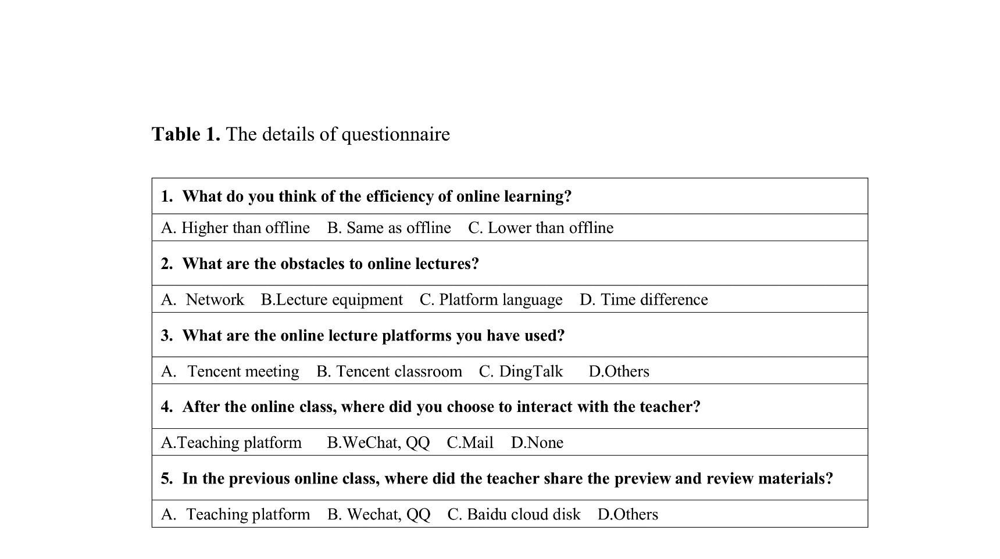 Table 1. The details of questionnaire
1. What do you think of the efficiency of online learning?
A. Higher than offline B. Same as offline C. Lower than offline
2. What are the obstacles to online lectures?
A. Network B.Lecture equipment C. Platform language D. Time difference
3. What are the online lecture platforms you have used?
A. Tencent meeting B. Tencent classroom C. DingTalk D.Others
4. After the online class, where did you choose to interact with the teacher?
A.Teaching platform B.WeChat, QQ C.Mail D.None
5. In the previous online class, where did the teacher share the preview and review materials?
A. Teaching platform B. Wechat, QQ C. Baidu cloud disk D.Others